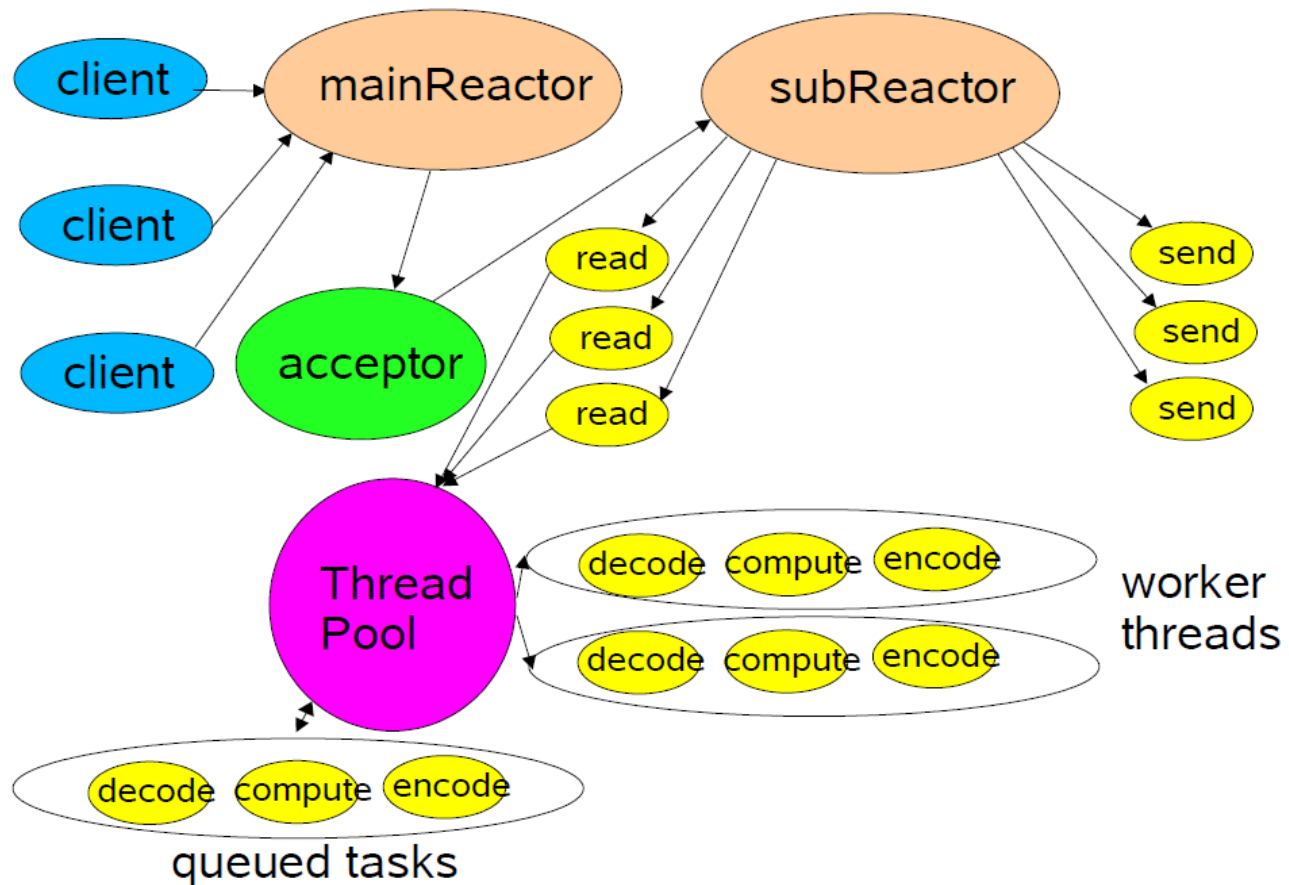 client
mainReactor
subReactor
client
read
send
read
send
client
acceptor
read
send
Thread
Pool
decode
compute
encode
worker
threads
decode
compute
encode
decode
compute
encode
queued tasks